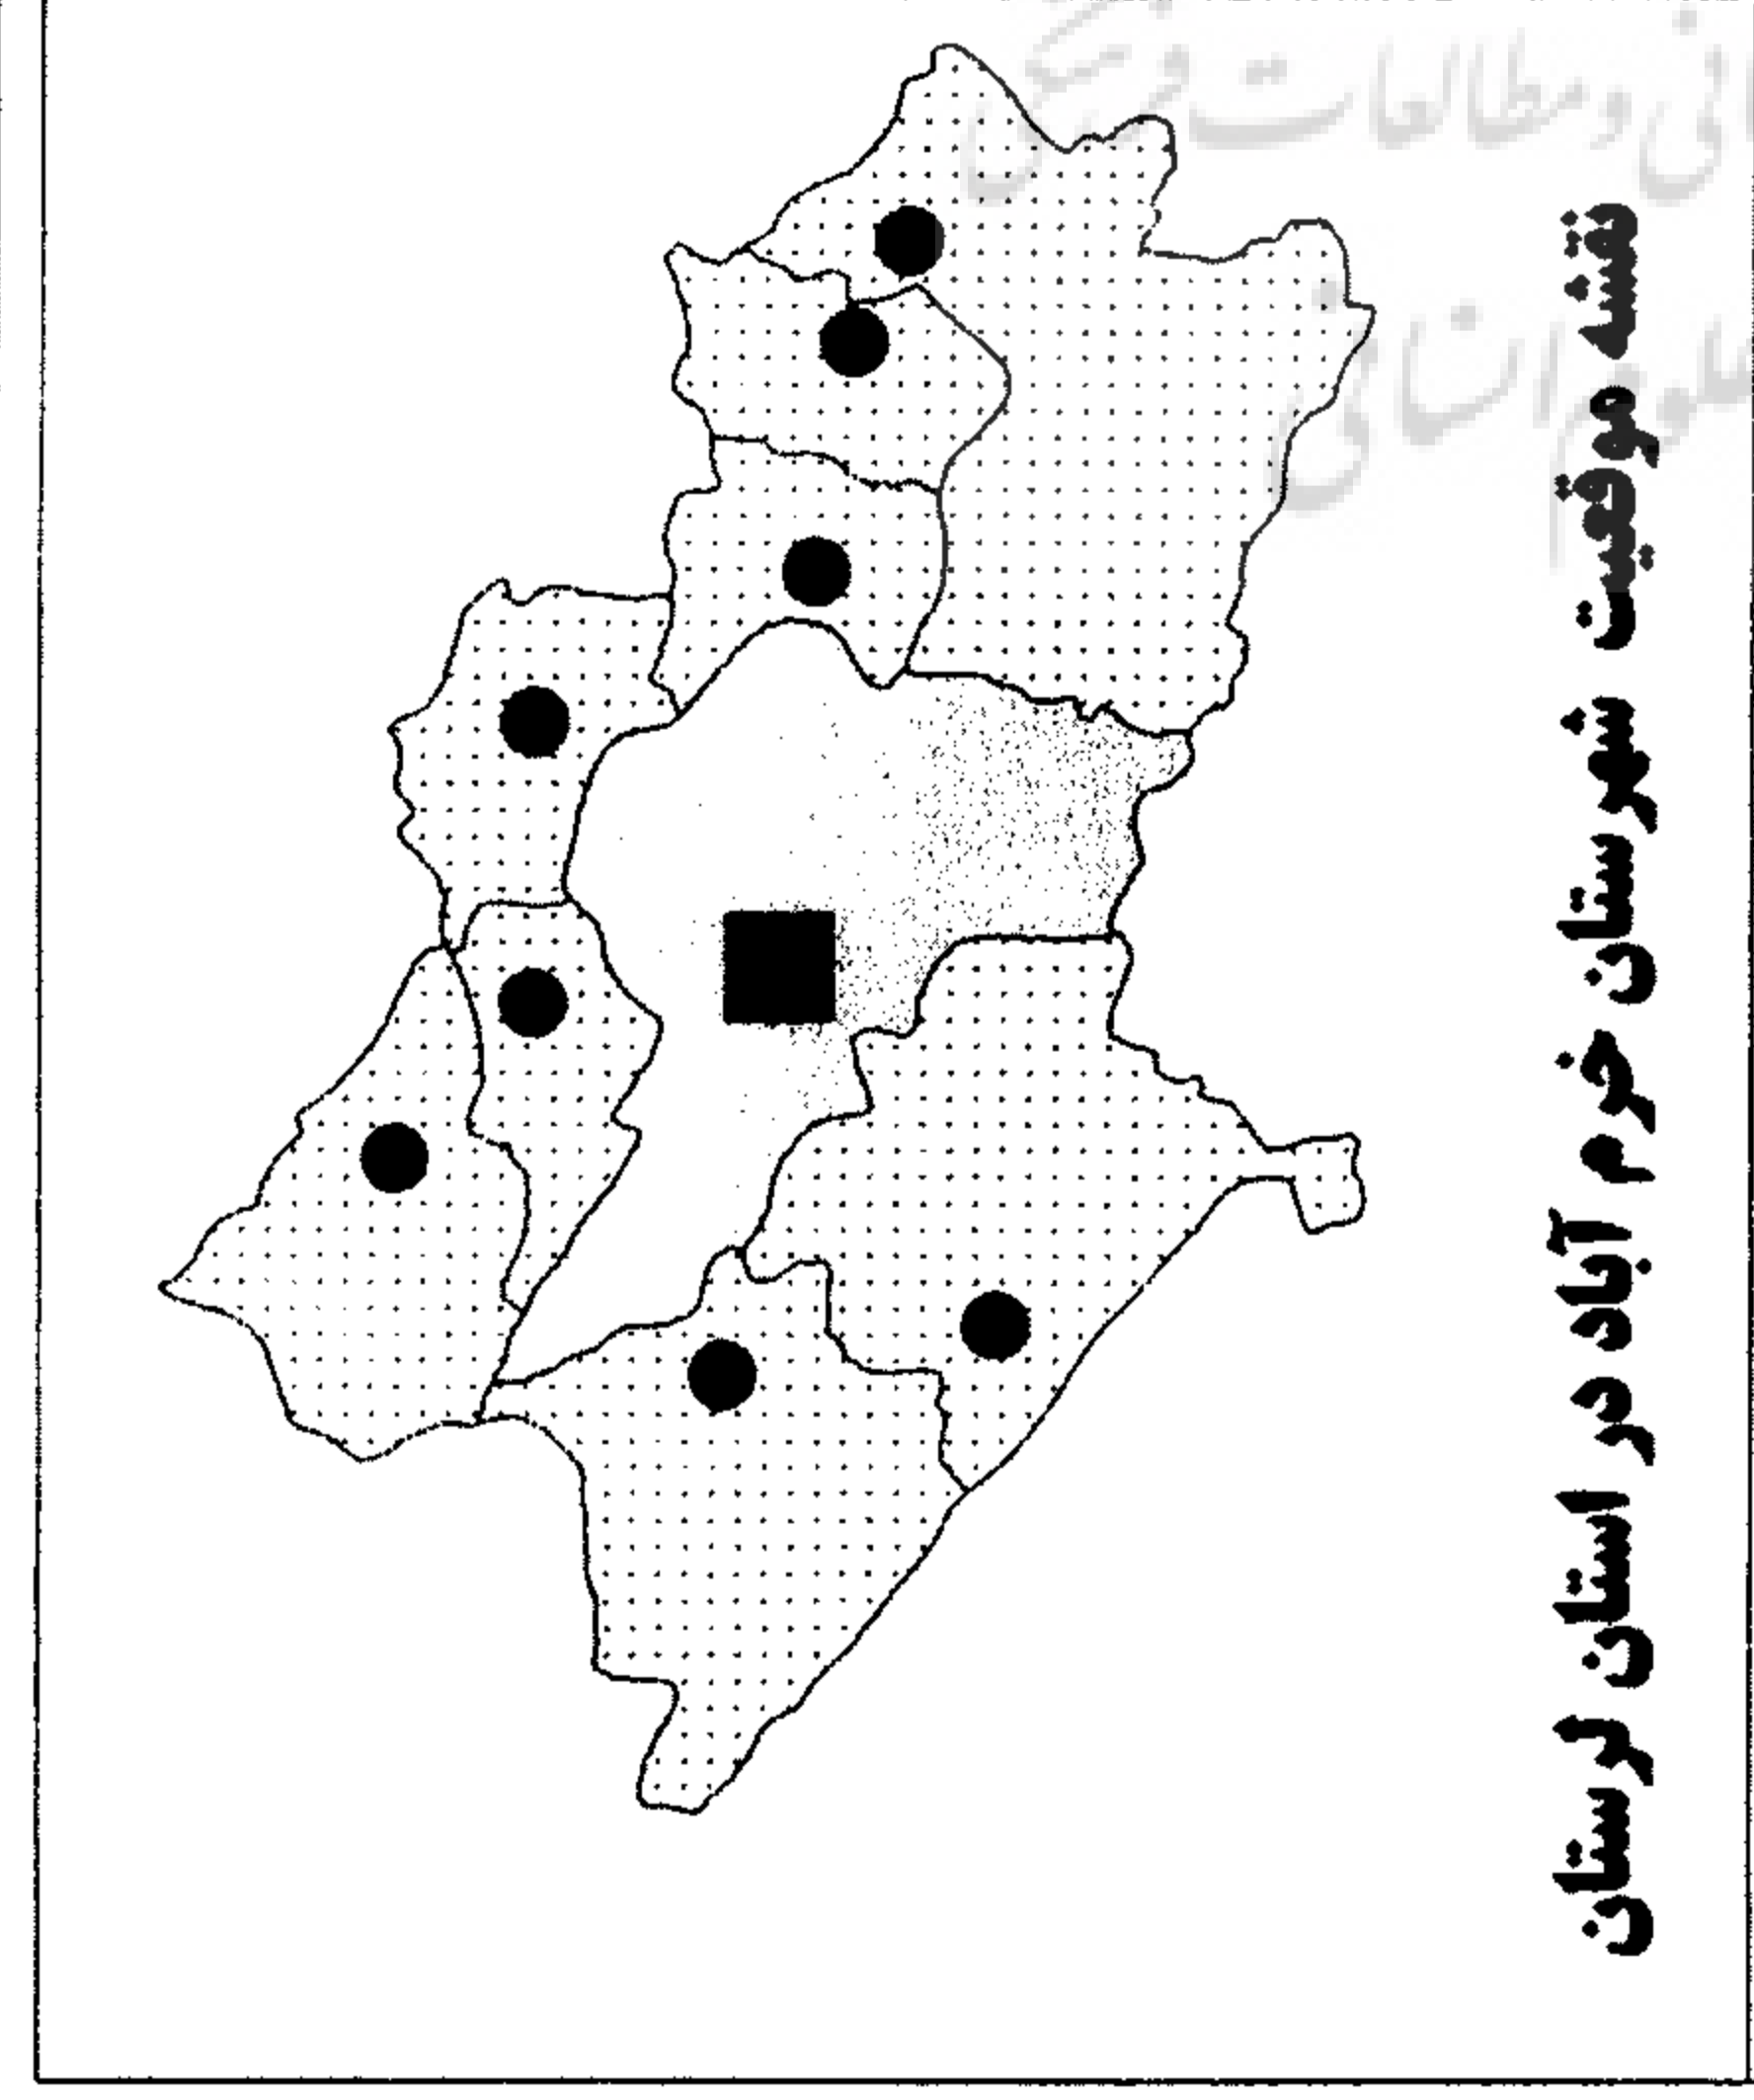 نقشه موقعیت شهرستان خرم آباد در استان لرستان